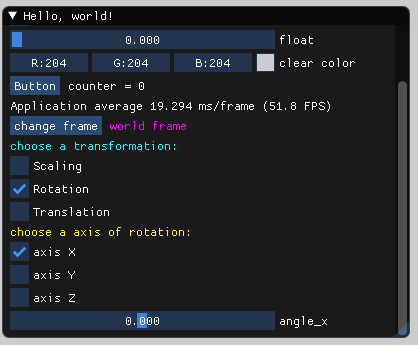 Hello, world!
0.000 float
R:204 G:204 B:204 clear color
Button counter = 0
Application average 19.294 ms/frame (51.8 FPS)
change frame world frame
choose a transformation:
Scaling
Rotation
Translation
choose a axis of rotation:
axis X
axis Y
axis Z
0.000 angle_x